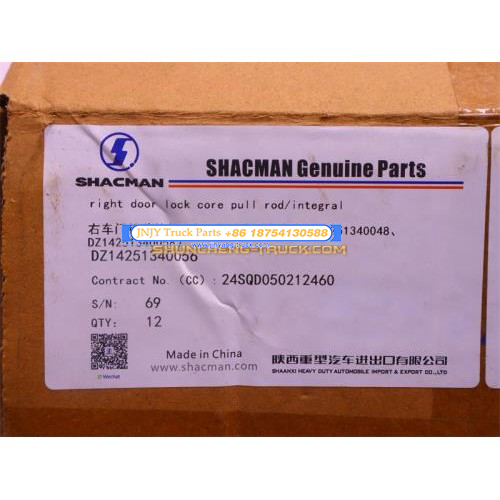 SHACMAN
SHACMAN Genuine Parts
right door lock core pull rod/integral
右车门
1340048、
JNJY Truck Parts +86 18754130588
DZ14251340057
SHUNCHENG-TRUCK.COM
DZ14251340056
Contract No. (CC): 24SQD050212460
S/N: 69
QTY: 12
Wechat
Made in China
www.shacman.com
陕西重型汽车进出口有限公司
SHAANXI HEAVY DUTY AUTOMOBILE IMPORT & EXPORT CO.,LTD